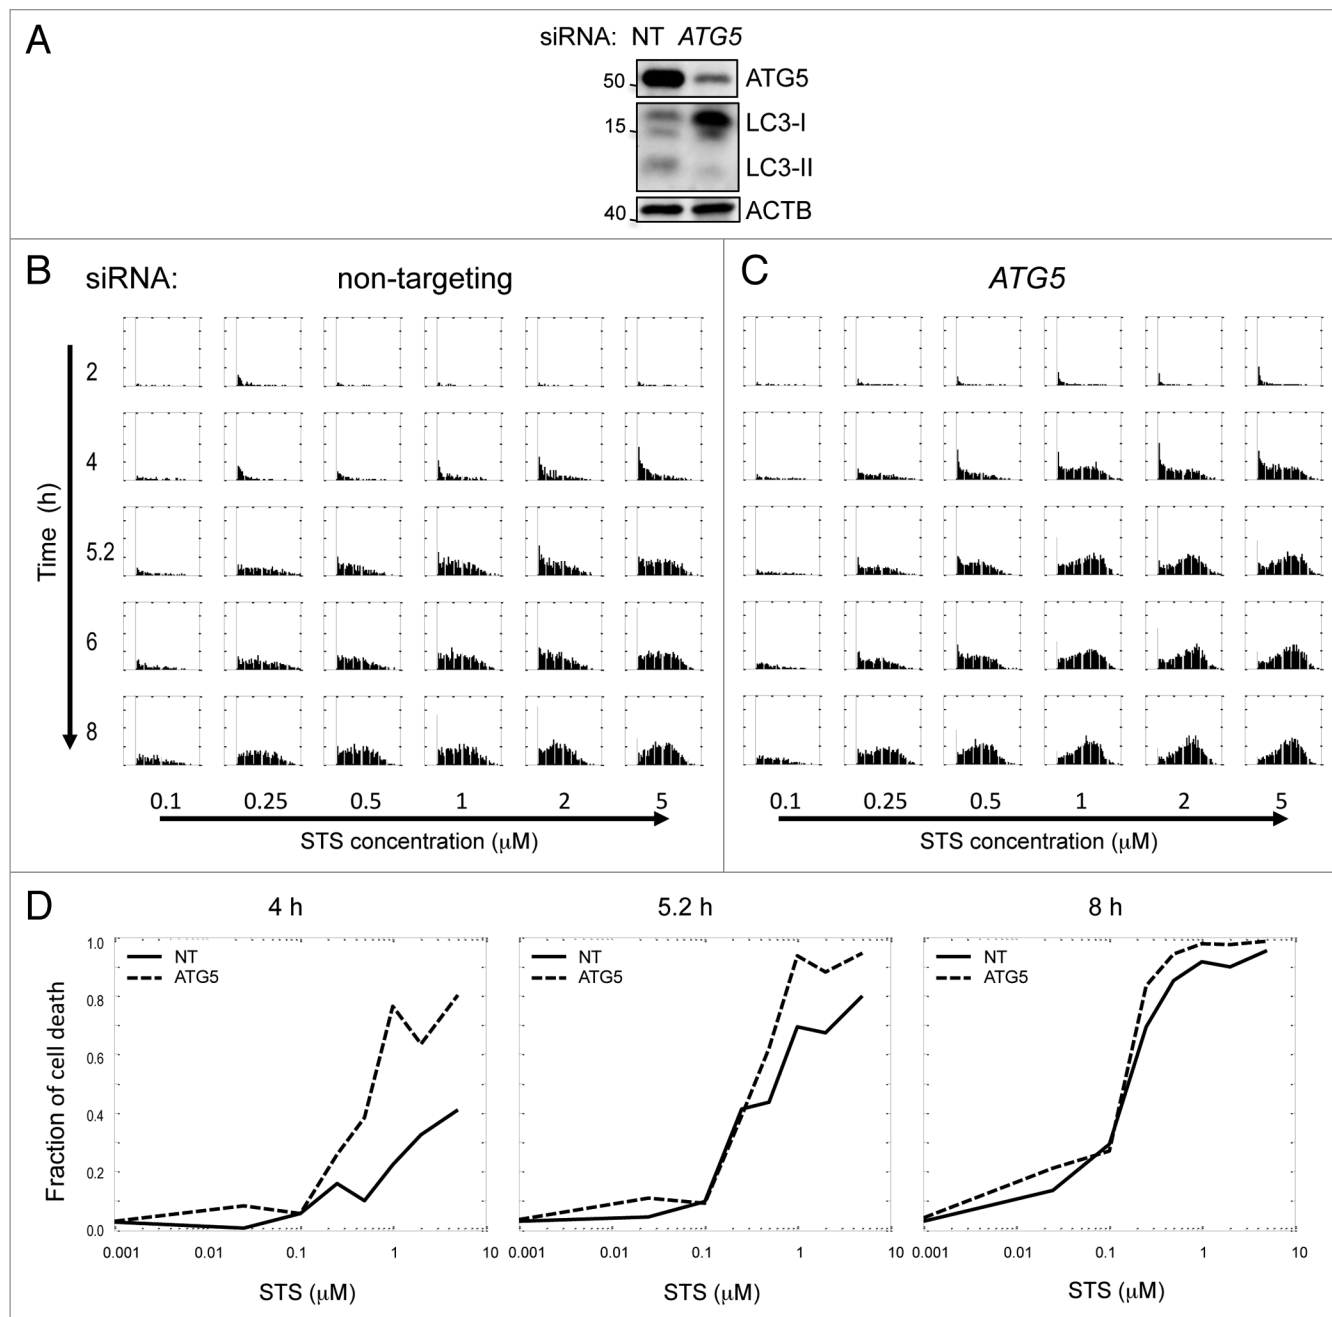 A
siRNA: NT ATG5
50
ATG5
15
LC3-I
LC3-II
40
ACTB
B
siRNA: non-targeting
C
ATG5
Time (h)
2
4
5.2
6
8
0.1 0.25 0.5 1 2 5
STS concentration (μM)
0.1 0.25 0.5 1 2 5
STS concentration (μM)
D
4 h
5.2 h
8 h
Fraction of cell death
1.0
0.8
0.6
0.4
0.2
0.0
NT
ATG5
0.001 0.01 0.1 1 10
STS (μM)
NT
ATG5
0.001 0.01 0.1 1 10
STS (μM)
NT
ATG5
0.001 0.01 0.1 1 10
STS (μM)